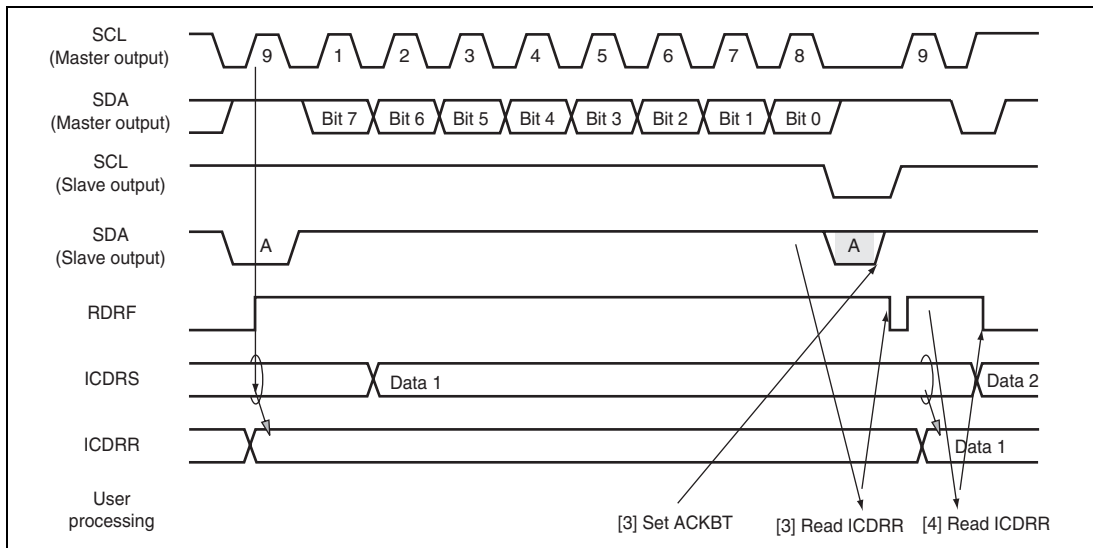 SCL
(Master output)
9 1 2 3 4 5 6 7 8 9
SDA
(Master output)
Bit 7 Bit 6 Bit 5 Bit 4 Bit 3 Bit 2 Bit 1 Bit 0
SCL
(Slave output)
SDA
(Slave output)
A A
RDRF
ICDRS
Data 1 Data 2
ICDRR
Data 1
User
processing
[3] Set ACKBT [3] Read ICDRR [4] Read ICDRR